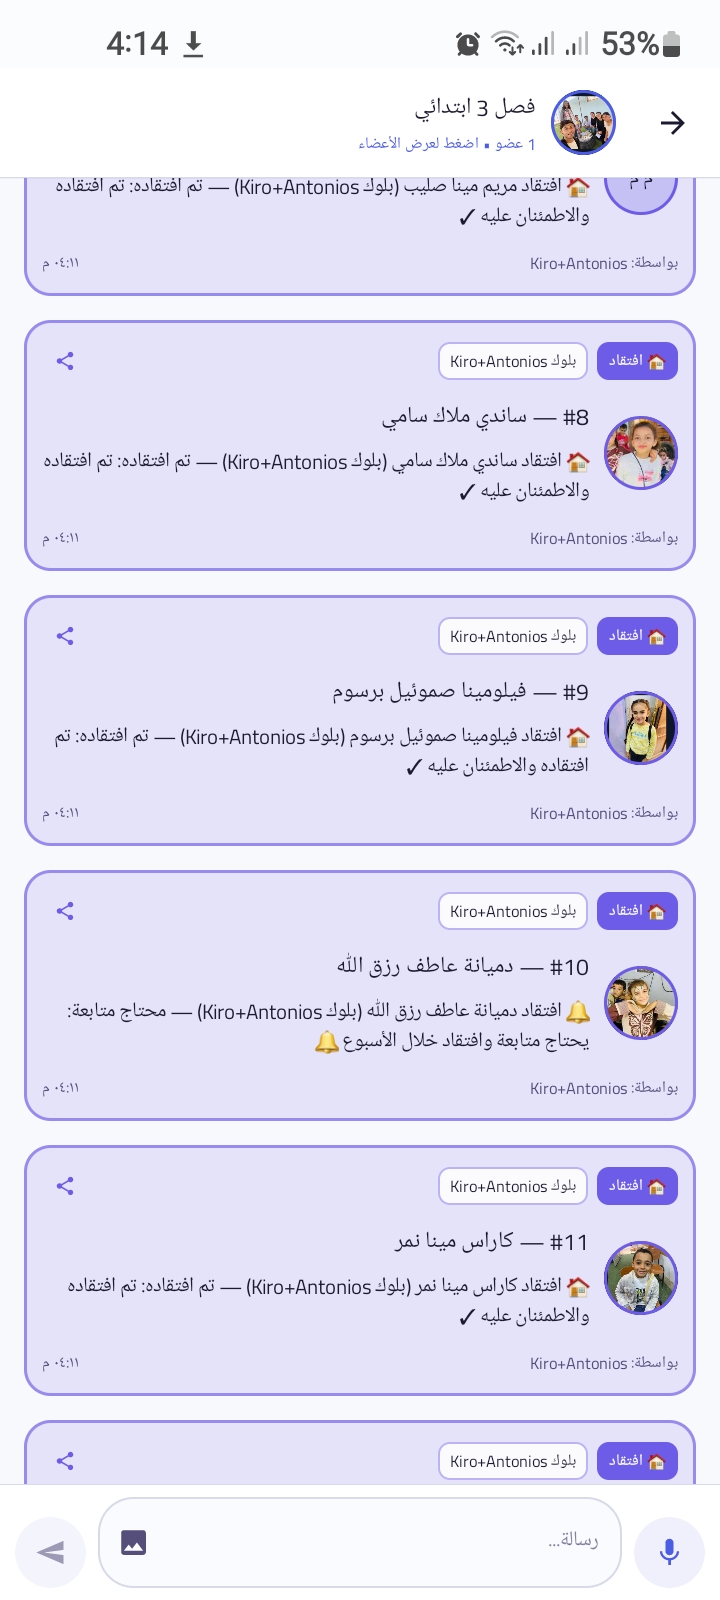 4:14
53%
فصل 3 ابتدائي
1 عضو • اضغط لعرض الأعضاء
م م
🏠 افتقاد مريم مينا صليب (بلوك Kiro+Antonios) — تم افتقاده: تم افتقاده
والاطمئنان عليه ✓
بواسطة: Kiro+Antonios
٠٤:١١ م
🏠 افتقاد
بلوك Kiro+Antonios
#8 — ساندي ملاك سامي
🏠 افتقاد ساندي ملاك سامي (بلوك Kiro+Antonios) — تم افتقاده: تم افتقاده
والاطمئنان عليه ✓
بواسطة: Kiro+Antonios
٠٤:١١ م
🏠 افتقاد
بلوك Kiro+Antonios
#9 — فيلومينا صموئيل برسوم
🏠 افتقاد فيلومينا صموئيل برسوم (بلوك Kiro+Antonios) — تم افتقاده: تم
افتقاده والاطمئنان عليه ✓
بواسطة: Kiro+Antonios
٠٤:١١ م
🏠 افتقاد
بلوك Kiro+Antonios
#10 — دميانة عاطف رزق الله
🔔 افتقاد دميانة عاطف رزق الله (بلوك Kiro+Antonios) — محتاج متابعة:
يحتاج متابعة وافتقاد خلال الأسبوع 🔔
بواسطة: Kiro+Antonios
٠٤:١١ م
🏠 افتقاد
بلوك Kiro+Antonios
#11 — كاراس مينا نمر
🏠 افتقاد كاراس مينا نمر (بلوك Kiro+Antonios) — تم افتقاده: تم افتقاده
والاطمئنان عليه ✓
بواسطة: Kiro+Antonios
٠٤:١١ م
🏠 افتقاد
بلوك Kiro+Antonios
رسالة...